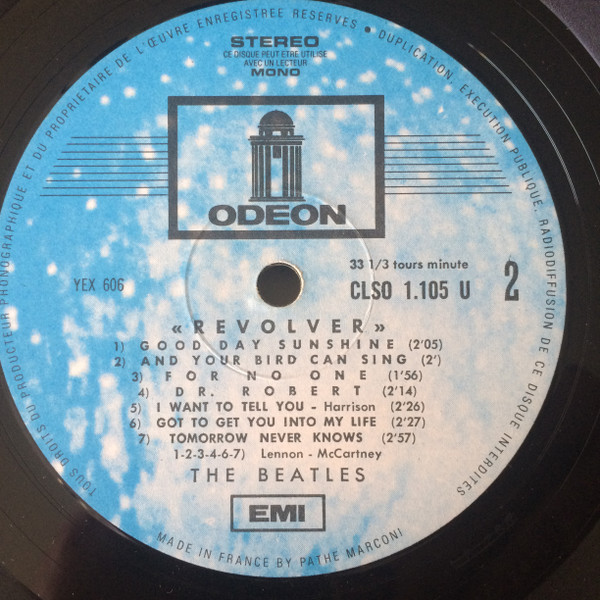 TOUS DROITS DU PRODUCTEUR PHONOGRAPHIQUE ET DU PROPRIETAIRE DE L'ŒUVRE ENREGISTREE RESERVES • DUPLICATION, EXECUTION PUBLIQUE, RADIODIFFUSION DE CE DISQUE INTERDITES
STEREO
CE DISQUE PEUT ETRE UTILISE
AVEC UN LECTEUR
MONO
ODEON
33 1/3 tours minute
YEX 606
CLSO 1.105 U
2
«REVOLVER»
1) GOOD DAY SUNSHINE (2'05)
2) AND YOUR BIRD CAN SING (2')
3) FOR NO ONE (1'56)
4) DR. ROBERT (2'14)
5) I WANT TO TELL YOU - Harrison (2'26)
6) GOT TO GET YOU INTO MY LIFE (2'27)
7) TOMORROW NEVER KNOWS (2'57)
1-2-3-4-6-7) Lennon - McCartney
THE BEATLES
EMI
MADE IN FRANCE BY PATHE MARCONI